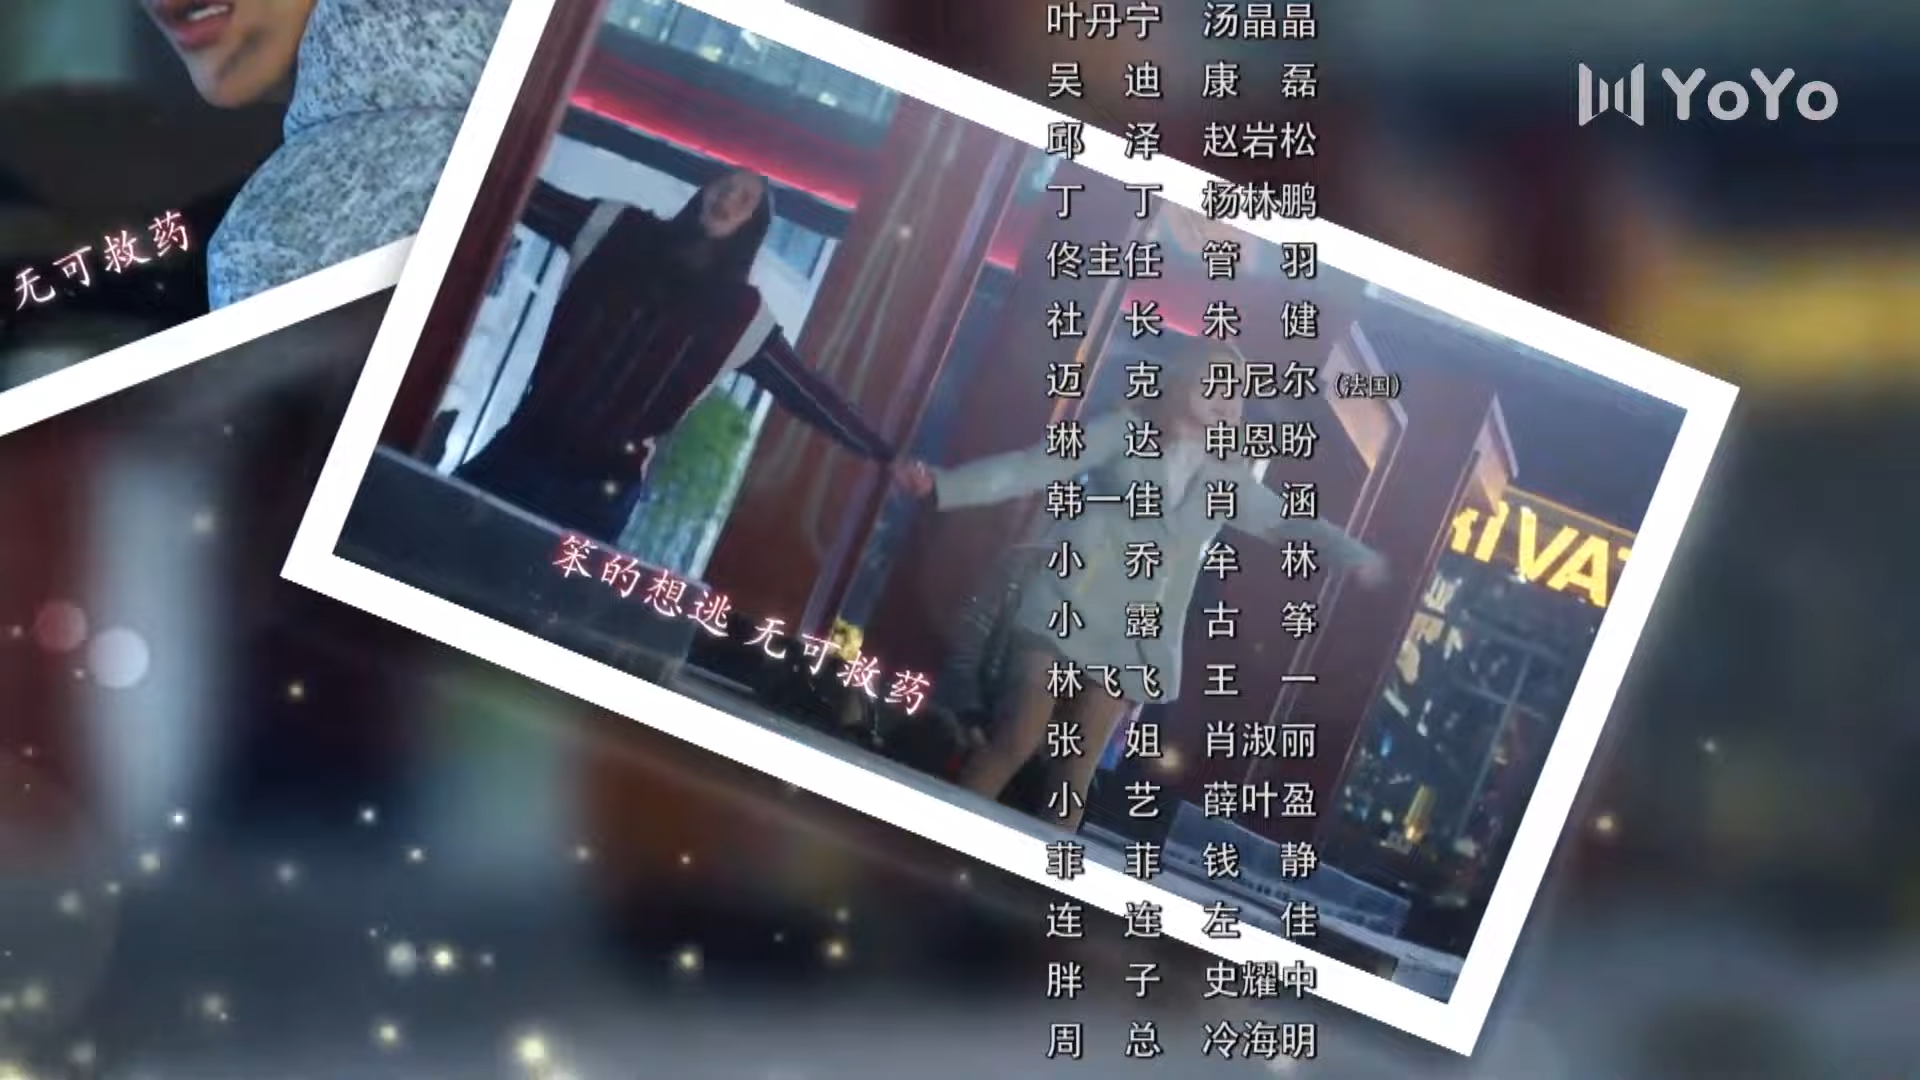 叶丹宁 汤晶晶
吴 迪 康 磊
邱 泽 赵岩松
丁 丁 杨林鹏
佟主任 管 羽
社 长 朱 健
迈 克 丹尼尔(法国)
琳 达 申恩盼
韩一佳 肖 涵
小 乔 牟 林
小 露 古 筝
林飞飞 王 一
张 姐 肖淑丽
小 艺 薛叶盈
菲 菲 钱 静
连 连 左 佳
胖 子 史耀中
周 总 冷海明
YoYo
无可救药
笨的想逃 无可救药